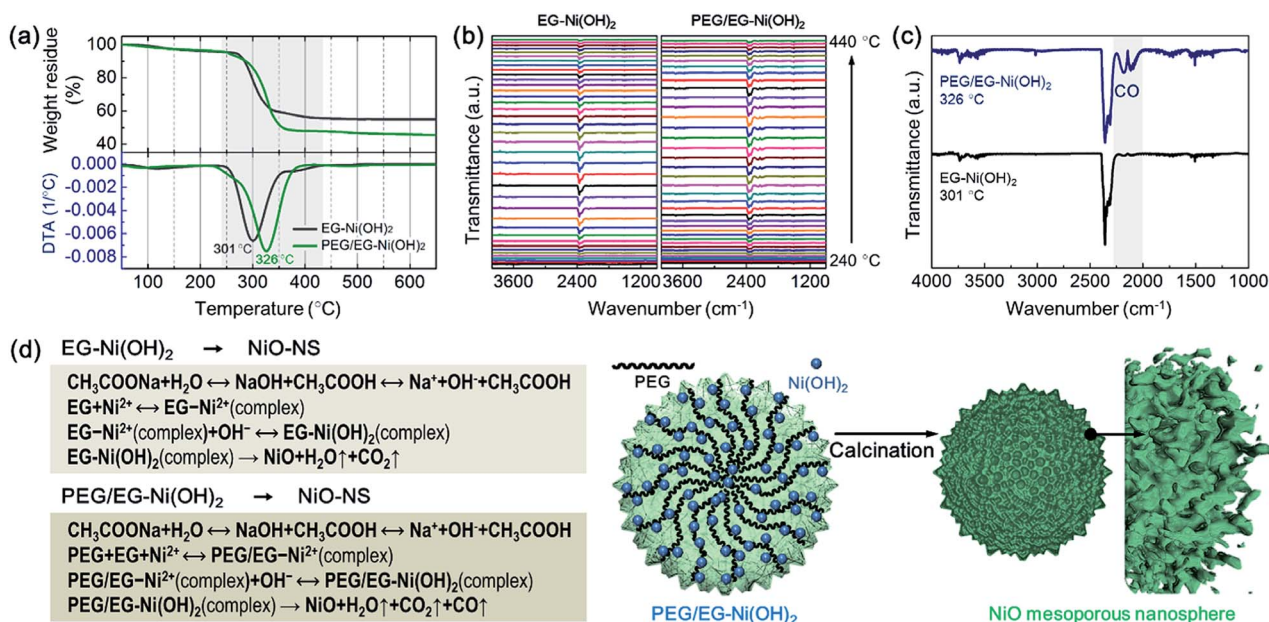 (a)
100
80
60
40
Weight residue
(%)
0.000
-0.002
-0.004
-0.006
-0.008
DTA (1/°C)
301 °C
326 °C
EG-Ni(OH)₂
PEG/EG-Ni(OH)₂
100 200 300 400 500 600
Temperature (°C)
(b)
EG-Ni(OH)₂ PEG/EG-Ni(OH)₂
440 °C
240 °C
Transmittance (a.u.)
3600 2400 1200 3600 2400 1200
Wavenumber (cm⁻¹)
(c)
PEG/EG-Ni(OH)₂
326 °C
CO
EG-Ni(OH)₂
301 °C
Transmittance (a.u.)
4000 3500 3000 2500 2000 1500 1000
Wavenumber (cm⁻¹)
(d)
EG-Ni(OH)₂ → NiO-NS
CH₃COONa+H₂O ↔ NaOH+CH₃COOH ↔ Na⁺+OH⁻+CH₃COOH
EG+Ni²⁺ ↔ EG−Ni²⁺(complex)
EG−Ni²⁺(complex)+OH⁻ ↔ EG-Ni(OH)₂(complex)
EG-Ni(OH)₂(complex) → NiO+H₂O↑+CO₂↑
PEG/EG-Ni(OH)₂ → NiO-NS
CH₃COONa+H₂O ↔ NaOH+CH₃COOH ↔ Na⁺+OH⁻+CH₃COOH
PEG+EG+Ni²⁺ ↔ PEG/EG−Ni²⁺(complex)
PEG/EG−Ni²⁺(complex)+OH⁻ ↔ PEG/EG-Ni(OH)₂(complex)
PEG/EG-Ni(OH)₂(complex) → NiO+H₂O↑+CO₂↑+CO↑
PEG
Ni(OH)₂
Calcination
PEG/EG-Ni(OH)₂
NiO mesoporous nanosphere